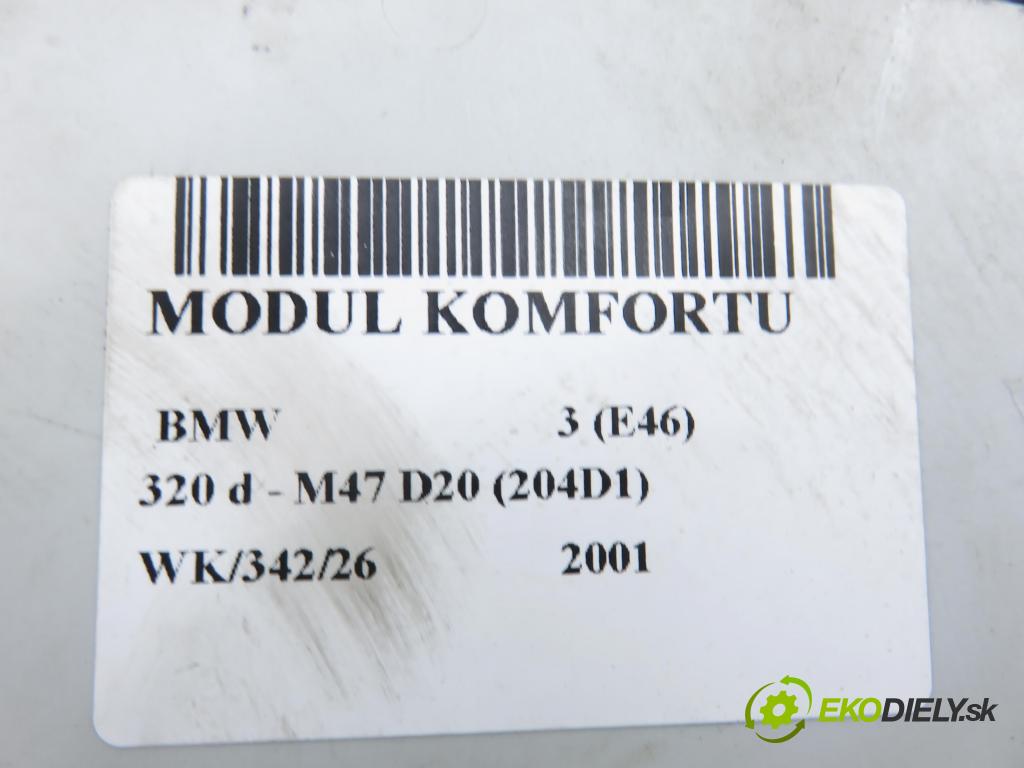 MODUL KOMFORTU
BMW 3 (E46)
320 d - M47 D20 (204D1)
WK/342/26 2001
EKODIELY.sk